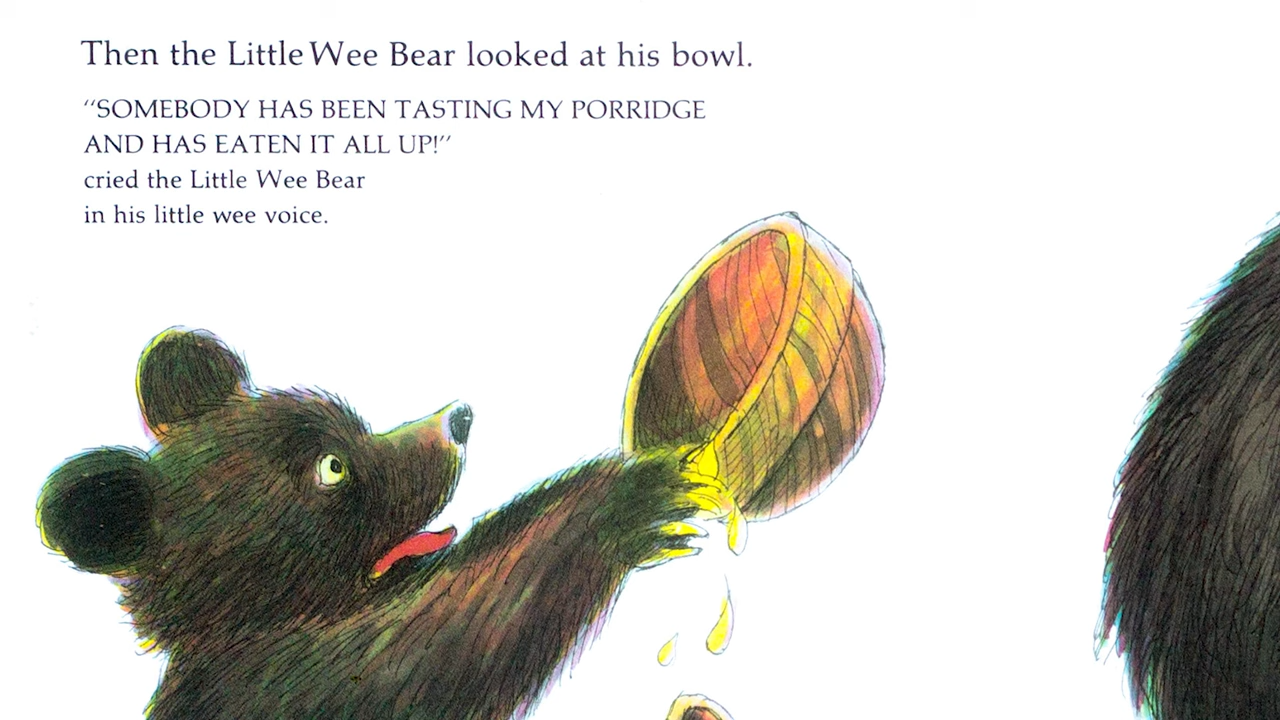 Then the Little Wee Bear looked at his bowl.
“SOMEBODY HAS BEEN TASTING MY PORRIDGE
AND HAS EATEN IT ALL UP!”
cried the Little Wee Bear
in his little wee voice.